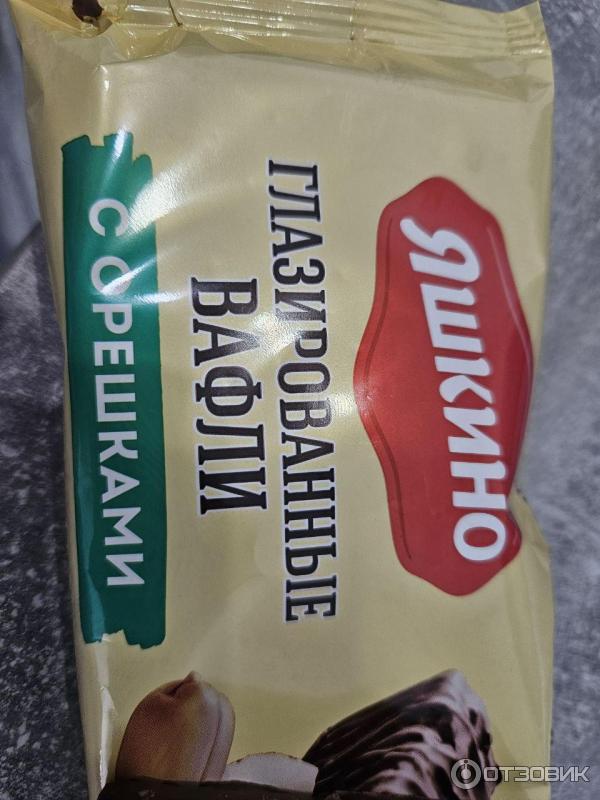 Яшкино
ГЛАЗИРОВАННЫЕ
ВАФЛИ
С ОРЕШКАМИ
ОТЗОВИК